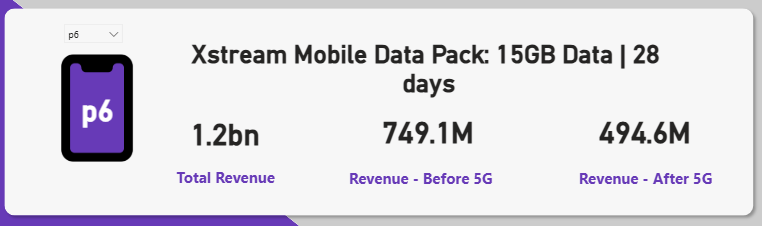 p6
Xstream Mobile Data Pack: 15GB Data | 28
days
p6
1.2bn
749.1M
494.6M
Total Revenue
Revenue - Before 5G
Revenue - After 5G